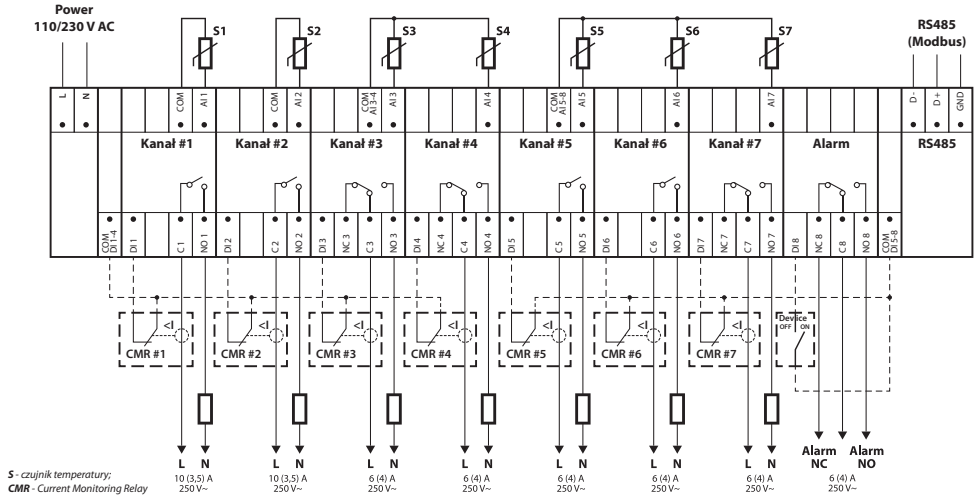 Power
110/230 V AC
S1
S2
S3
S4
S5
S6
S7
RS485
(Modbus)
L
N
COM
AI 1
COM
AI 2
COM
AI 3-4
AI 3
AI 4
COM
AI 5-8
AI 5
AI 6
AI 7
D -
D +
GND
Kanał #1
Kanał #2
Kanał #3
Kanał #4
Kanał #5
Kanał #6
Kanał #7
Alarm
RS485
COM
DI 1-4
DI 1
C 1
NO 1
DI 2
C 2
NO 2
DI 3
NC 3
C 3
NO 3
DI 4
NC 4
C 4
NO 4
DI 5
C 5
NO 5
DI 6
C 6
NO 6
DI 7
NC 7
C 7
NO 7
DI 8
NC 8
C 8
NO 8
COM
DI 5-8
<I
<I
<I
<I
<I
<I
<I
Device
OFF ON
CMR #1
CMR #2
CMR #3
CMR #4
CMR #5
CMR #6
CMR #7
L N
L N
L N
L N
L N
L N
L N
Alarm
NC
Alarm
NO
10 (3,5) A
250 V~
10 (3,5) A
250 V~
6 (4) A
250 V~
6 (4) A
250 V~
6 (4) A
250 V~
6 (4) A
250 V~
6 (4) A
250 V~
6 (4) A
250 V~
S - czujnik temperatury;
CMR - Current Monitoring Relay